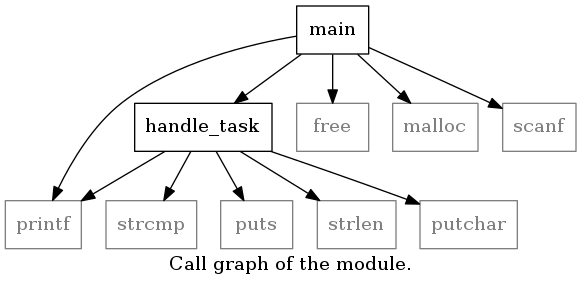 main
handle_task
free
malloc
scanf
printf
strcmp
puts
strlen
putchar
Call graph of the module.